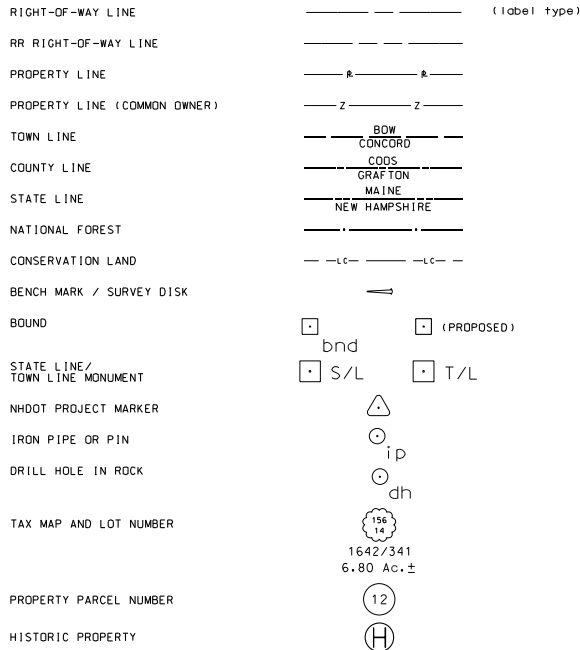 RIGHT-OF-WAY LINE (label type)
RR RIGHT-OF-WAY LINE
PROPERTY LINE PL PL
PROPERTY LINE (COMMON OWNER) Z Z
TOWN LINE BOW
CONCORD
COUNTY LINE COOS
GRAFTON
STATE LINE MAINE
NEW HAMPSHIRE
NATIONAL FOREST
CONSERVATION LAND LC LC
BENCH MARK / SURVEY DISK
BOUND (PROPOSED)
bnd
STATE LINE/
TOWN LINE MONUMENT S/L T/L
NHDOT PROJECT MARKER
IRON PIPE OR PIN
ip
DRILL HOLE IN ROCK
dh
TAX MAP AND LOT NUMBER 156
14
1642/341
6.80 Ac.±
PROPERTY PARCEL NUMBER 12
HISTORIC PROPERTY H